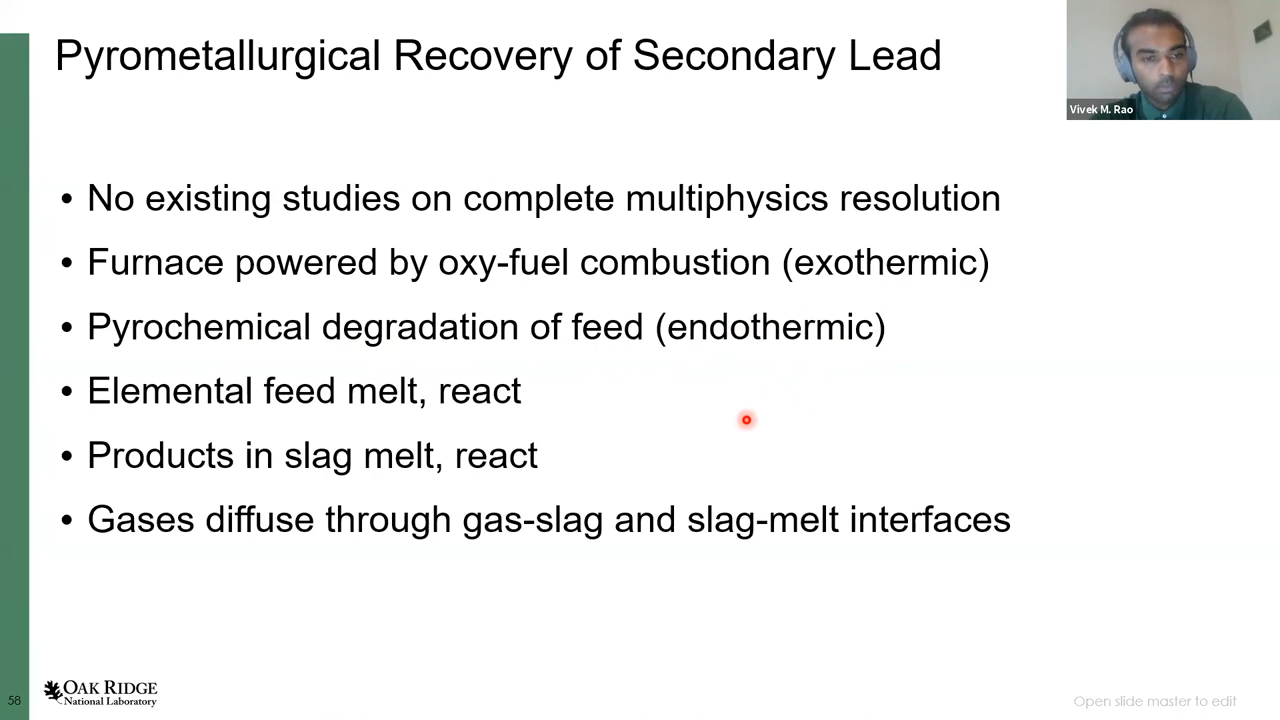 Pyrometallurgical Recovery of Secondary Lead
Vivek M. Rao
• No existing studies on complete multiphysics resolution
• Furnace powered by oxy-fuel combustion (exothermic)
• Pyrochemical degradation of feed (endothermic)
• Elemental feed melt, react
• Products in slag melt, react
• Gases diffuse through gas-slag and slag-melt interfaces
58
OAK RIDGE
National Laboratory
Open slide master to edit